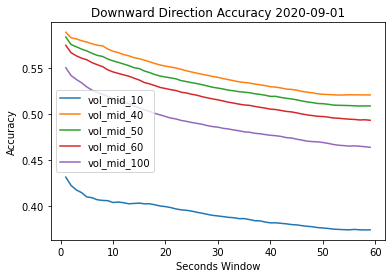 Downward Direction Accuracy 2020-09-01
Accuracy
0.55
0.50
0.45
0.40
vol_mid_10
vol_mid_40
vol_mid_50
vol_mid_60
vol_mid_100
0 10 20 30 40 50 60
Seconds Window